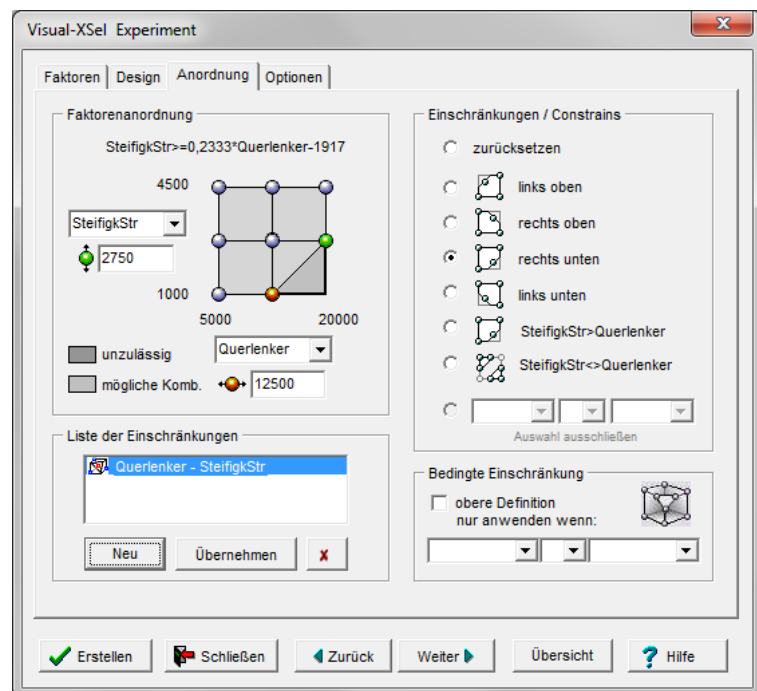 Visual-XSel Experiment
Faktoren
Design
Anordnung
Optionen
Faktorenanordnung
SteifigkStr>=0,2333*Querlenker-1917
4500
SteifigkStr
2750
1000
5000
20000
unzulässig
Querlenker
mögliche Komb.
12500
Liste der Einschränkungen
Querlenker - SteifigkStr
Neu
Übernehmen
x
Einschränkungen / Constrains
zurücksetzen
links oben
rechts oben
rechts unten
links unten
SteifigkStr>Querlenker
SteifigkStr<>Querlenker
Auswahl ausschließen
Bedingte Einschränkung
obere Definition
nur anwenden wenn:
Erstellen
Schließen
Zurück
Weiter
Übersicht
? Hilfe